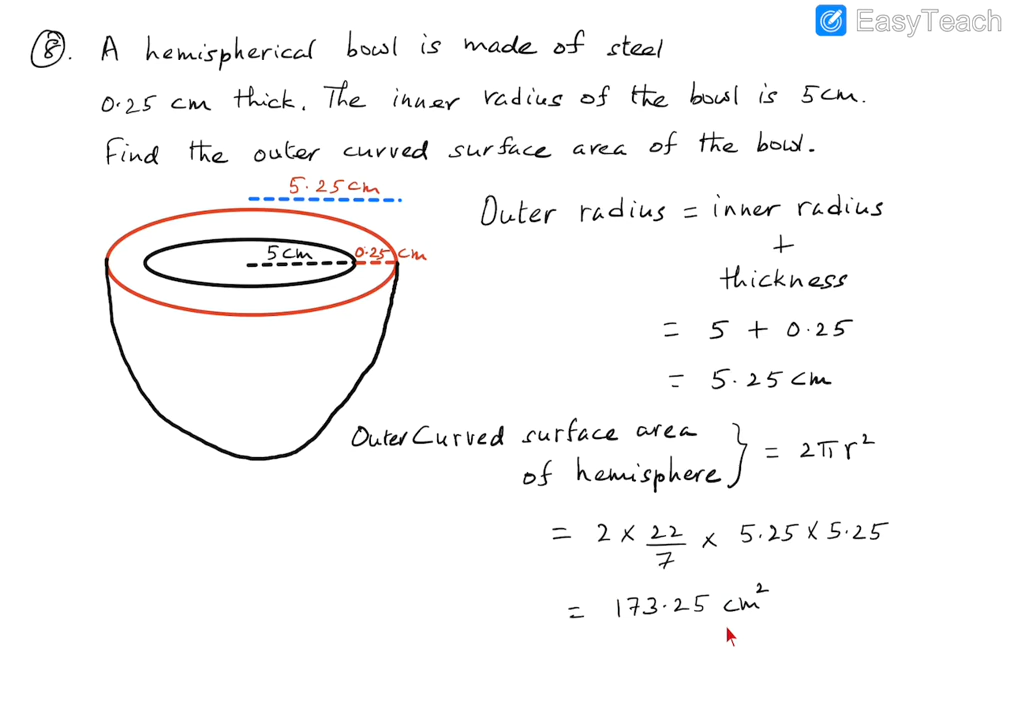 EasyTeach
⑧. A hemispherical bowl is made of steel
0.25 cm thick. The inner radius of the bowl is 5cm.
Find the outer curved surface area of the bowl.
5.25cm
5cm 0.25 cm
Outer radius = inner radius
+
thickness
= 5 + 0.25
= 5.25 cm
Outer Curved surface area
of hemisphere } = 2πr²
= 2 × 22/7 × 5.25 × 5.25
= 173.25 cm²